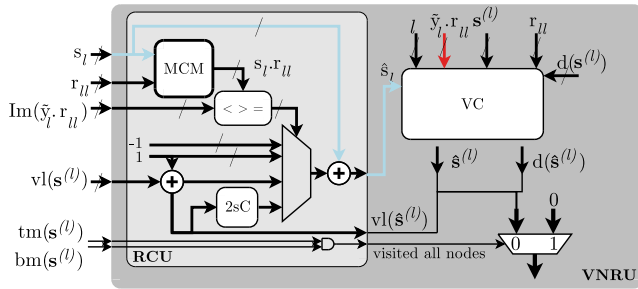 l ỹ_l.r_ll s^(l) r_ll
s_l
MCM
s_l.r_ll
ŝ_l
d(s^(l))
r_ll
VC
Im(ỹ_l.r_ll)
< > =
-1
1
ŝ^(l) d(ŝ^(l))
vl(s^(l))
2sC
vl(ŝ^(l))
0
tm(s^(l))
0 1
bm(s^(l))
RCU
visited all nodes
VNRU